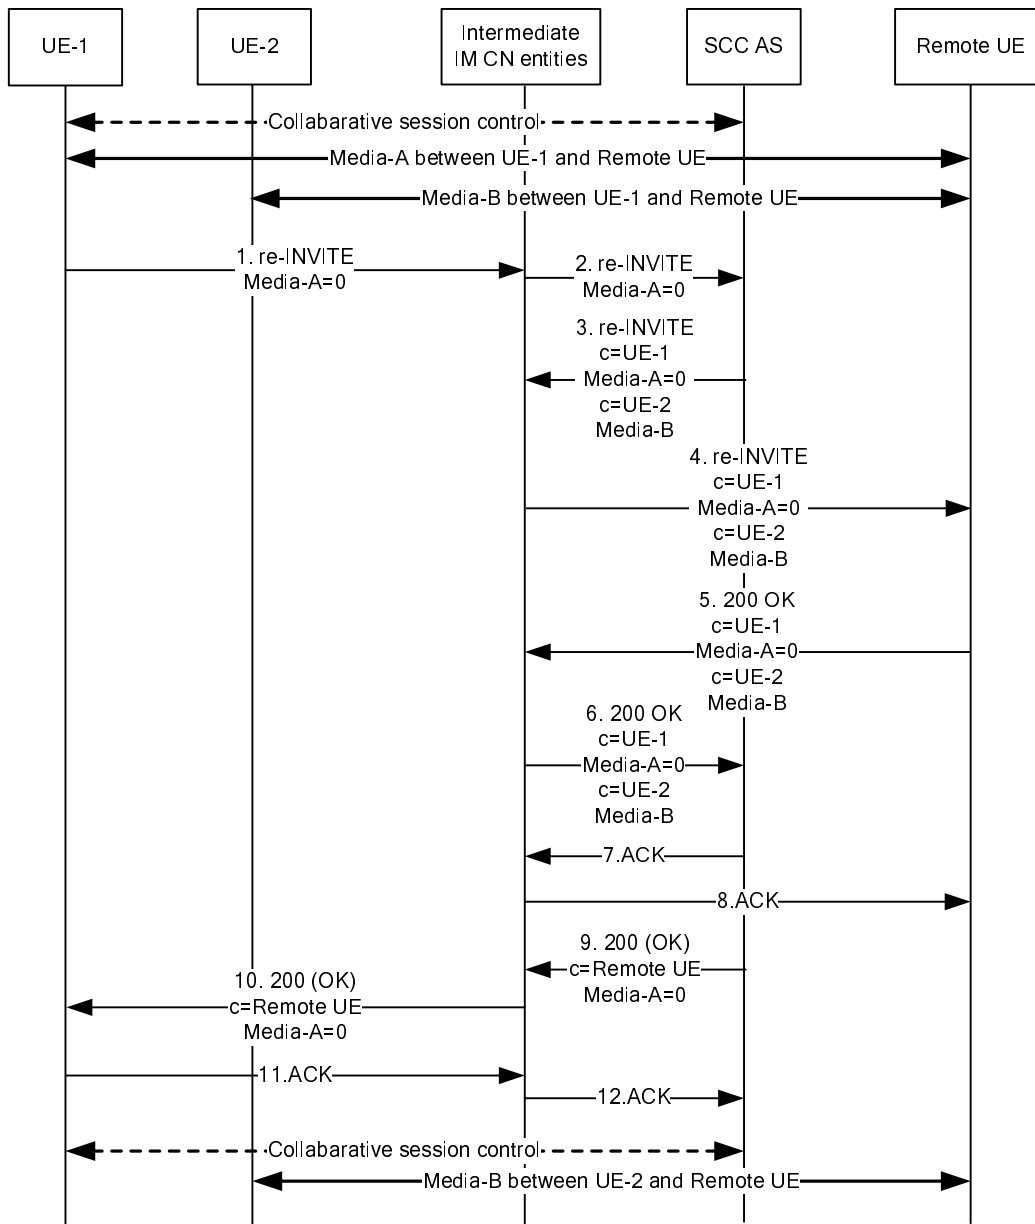 UE-1
UE-2
Intermediate
IM CN entities
SCC AS
Remote UE
Collabarative session control
Media-A between UE-1 and Remote UE
Media-B between UE-1 and Remote UE
1. re-INVITE
Media-A=0
2. re-INVITE
Media-A=0
3. re-INVITE
c=UE-1
Media-A=0
c=UE-2
Media-B
4. re-INVITE
c=UE-1
Media-A=0
c=UE-2
Media-B
5. 200 OK
c=UE-1
Media-A=0
c=UE-2
Media-B
6. 200 OK
c=UE-1
Media-A=0
c=UE-2
Media-B
7.ACK
8.ACK
9. 200 (OK)
c=Remote UE
Media-A=0
10. 200 (OK)
c=Remote UE
Media-A=0
11.ACK
12.ACK
Collabarative session control
Media-B between UE-2 and Remote UE